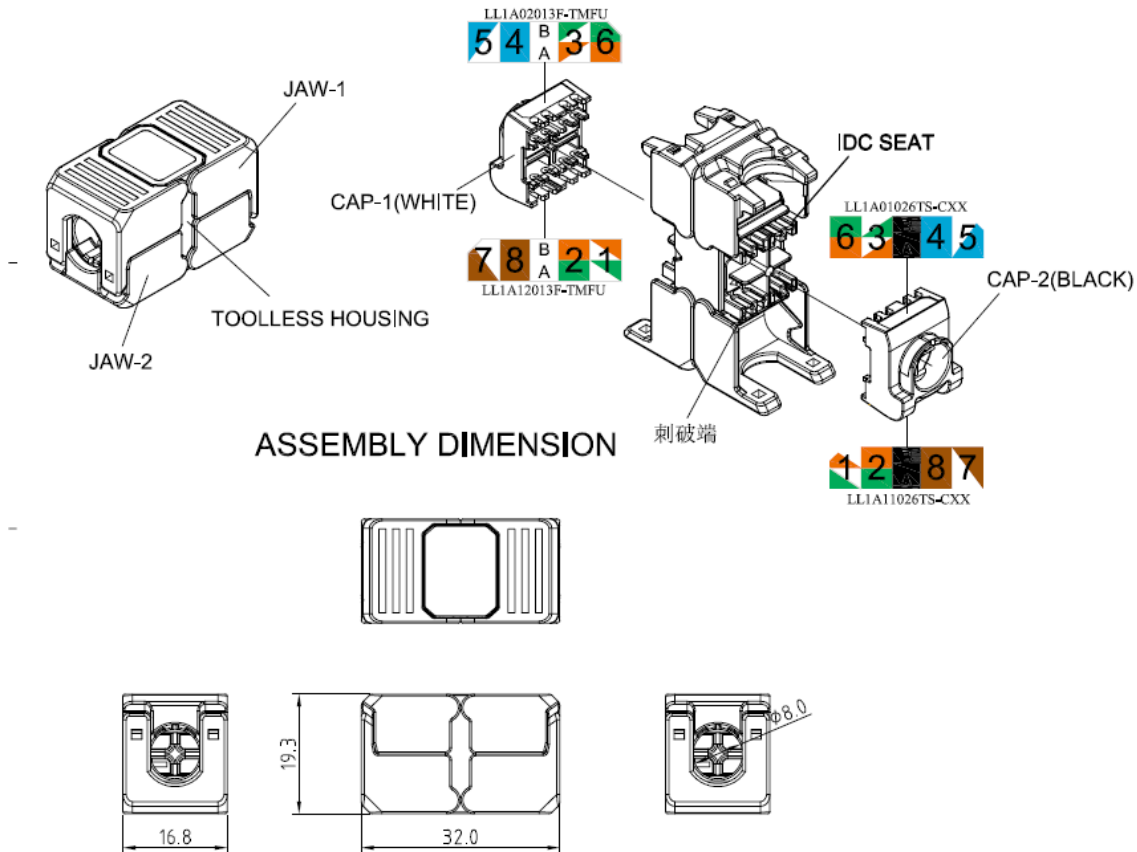 LL1A02013F-TMFU
5 4 B A 3 6
JAW-1
IDC SEAT
CAP-1(WHITE)
LL1A01026TS-CXX
6 3 4 5
7 8 B A 2 1
LL1A12013F-TMFU
CAP-2(BLACK)
TOOLLESS HOUSING
JAW-2
刺破端
ASSEMBLY DIMENSION
1 2 8 7
LL1A11026TS-CXX
Φ8.0
19.3
16.8
32.0